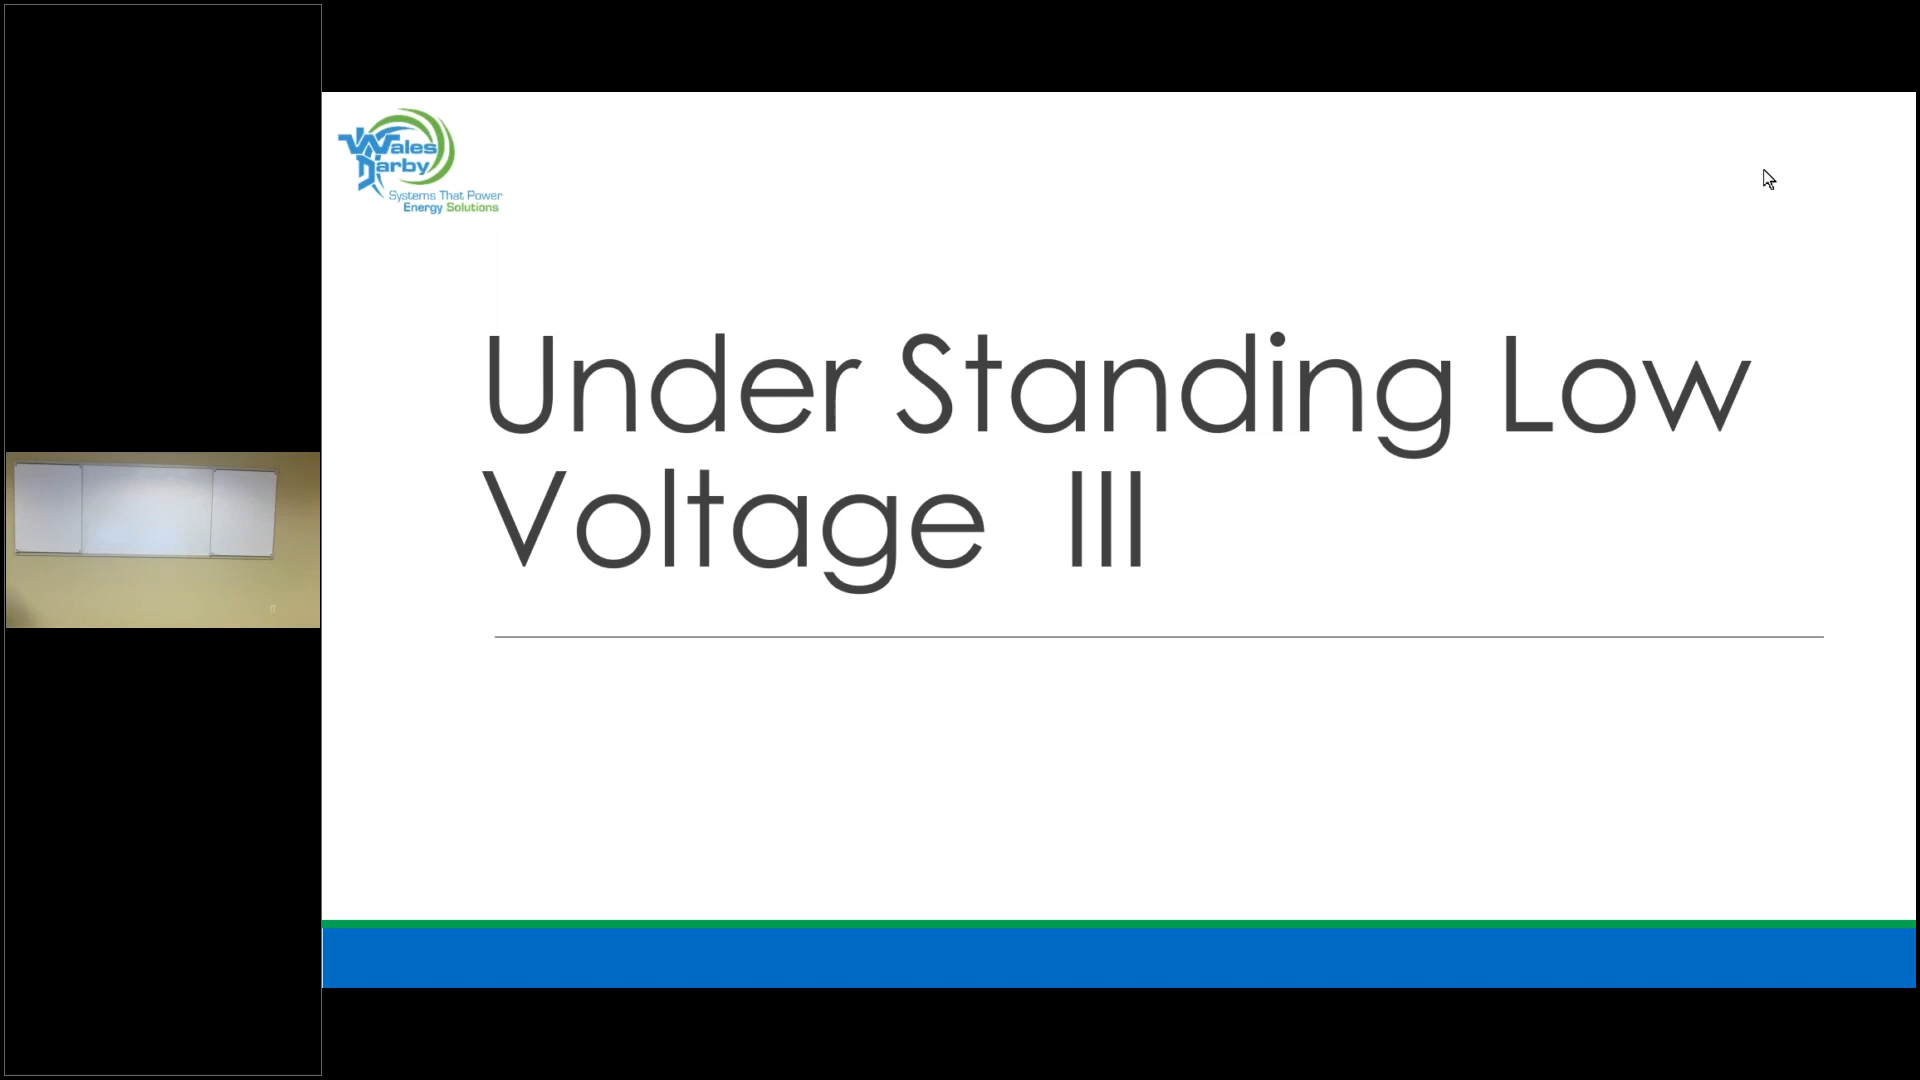 Wales
Darby
Systems That Power
Energy Solutions
Under Standing Low
Voltage III